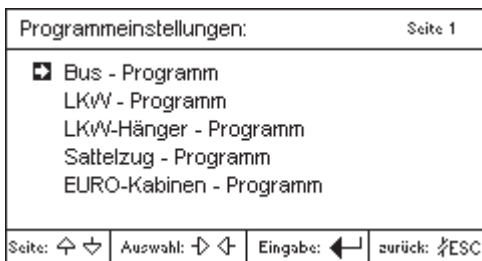 Programmeinstellungen: Seite 1
Bus - Programm
LKW - Programm
LKW-Hänger - Programm
Sattelzug - Programm
EURO-Kabinen - Programm
Seite: Auswahl: Eingabe: zurück: ESC